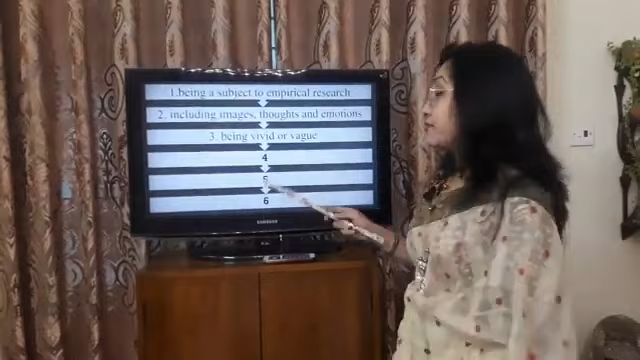 1.being a subject to empirical research
2. including images, thoughts and emotions
3. being vivid or vague
4
5
6
SAMSUNG